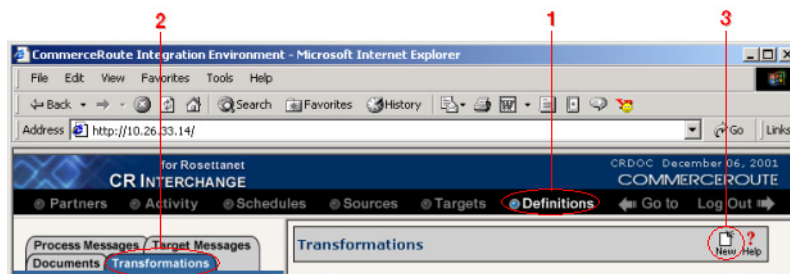 2 1 3
CommerceRoute Integration Environment - Microsoft Internet Explorer
File Edit View Favorites Tools Help
Back Search Favorites History
Address http://10.26.33.14/ Go Links
for Rosettanet CRDOC December 06, 2001
CR INTERCHANGE COMMERCEROUTE
Partners Activity Schedules Sources Targets Definitions Go to Log Out
Process Messages Target Messages
Transformations
Documents Transformations
New Help